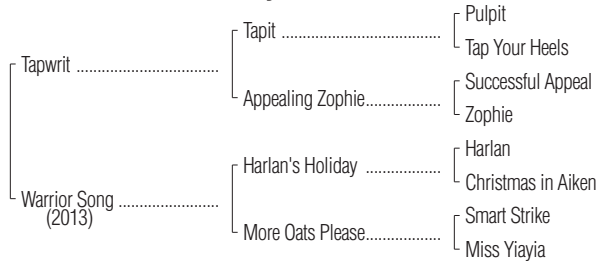 Pulpit
Tapit ........................
Tap Your Heels
Tapwrit ................................
Successful Appeal
Appealing Zophie.................
Zophie
Harlan
Harlan's Holiday .................
Christmas in Aiken
Warrior Song ......................
(2013)
Smart Strike
More Oats Please.................
Miss Yiayia